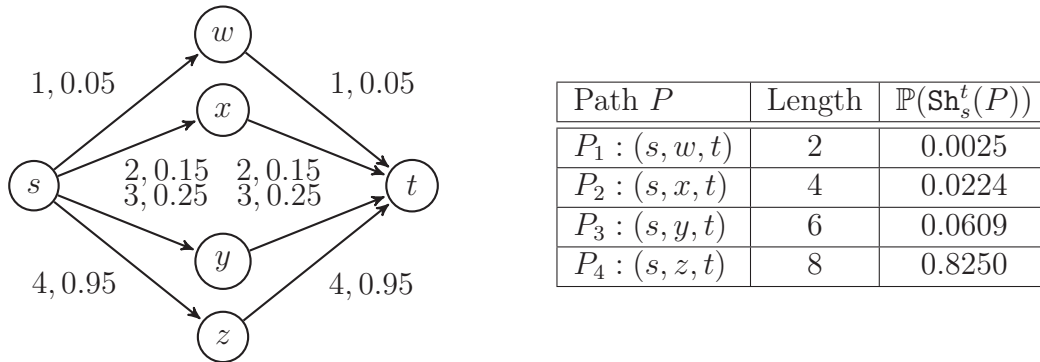 w
1, 0.05 1, 0.05
x
2, 0.15 2, 0.15
s t
3, 0.25 3, 0.25
y
4, 0.95 4, 0.95
z
Path P Length ℙ(Sh_s^t(P))
P_1 : (s, w, t) 2 0.0025
P_2 : (s, x, t) 4 0.0224
P_3 : (s, y, t) 6 0.0609
P_4 : (s, z, t) 8 0.8250